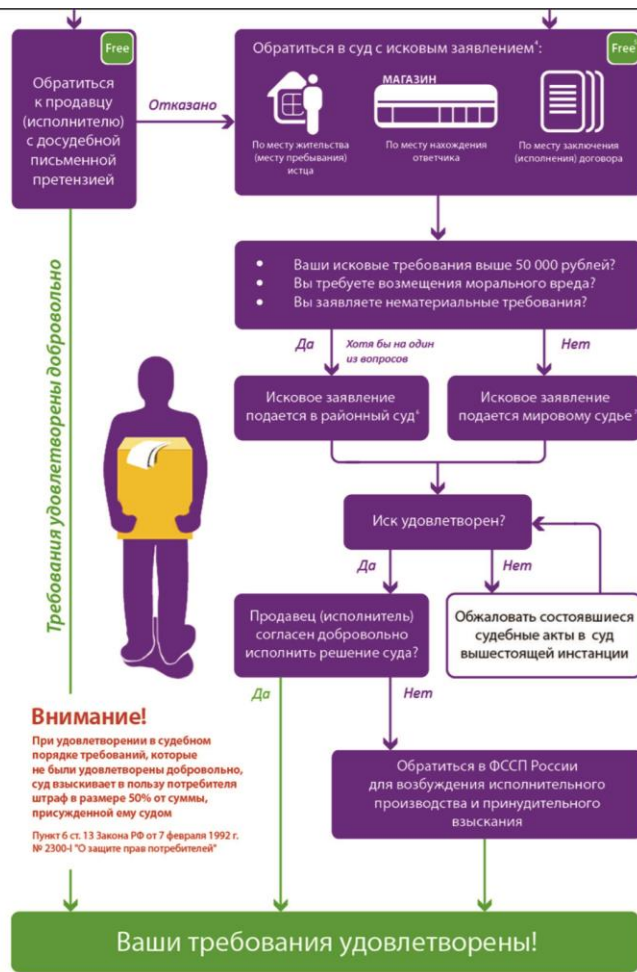 Free
Обратиться
к продавцу
(исполнителю)
с досудебной
письменной
претензией
Отказано
Обратиться в суд с исковым заявлением⁴:
Free⁵
По месту жительства
(месту пребывания)
истца
МАГАЗИН
По месту нахождения
ответчика
По месту заключения
(исполнения) договора
• Ваши исковые требования выше 50 000 рублей?
• Вы требуете возмещения морального вреда?
• Вы заявляете нематериальные требования?
Да
Хотя бы на один
из вопросов
Нет
Исковое заявление
подается в районный суд⁶
Исковое заявление
подается мировому судье
Иск удовлетворен?
Да
Нет
Продавец (исполнитель)
согласен добровольно
исполнить решение суда?
Обжаловать состоявшиеся
судебные акты в суд
вышестоящей инстанции
Да
Нет
Обратиться в ФССП России
для возбуждения исполнительного
производства и принудительного
взыскания
Требования удовлетворены добровольно
Внимание!
При удовлетворении в судебном
порядке требований, которые
не были удовлетворены добровольно,
суд взыскивает в пользу потребителя
штраф в размере 50% от суммы,
присужденной ему судом
Пункт 6 ст. 13 Закона РФ от 7 февраля 1992 г.
№ 2300-I "О защите прав потребителей"
Ваши требования удовлетворены!